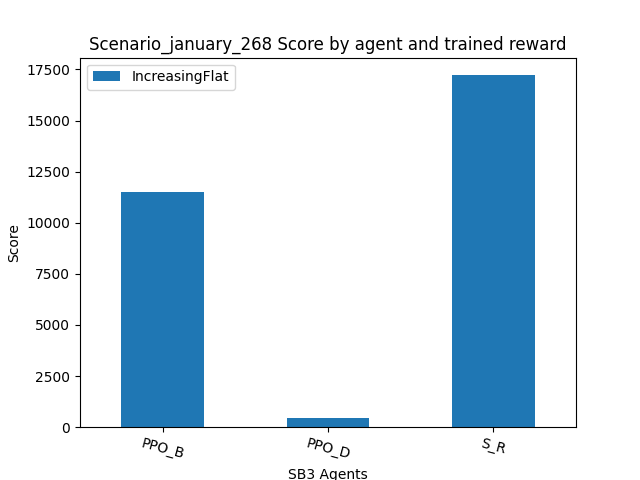 Scenario_january_268 Score by agent and trained reward
IncreasingFlat
17500
15000
12500
10000
7500
5000
2500
0
Score
PPO_B
PPO_D
S_R
SB3 Agents